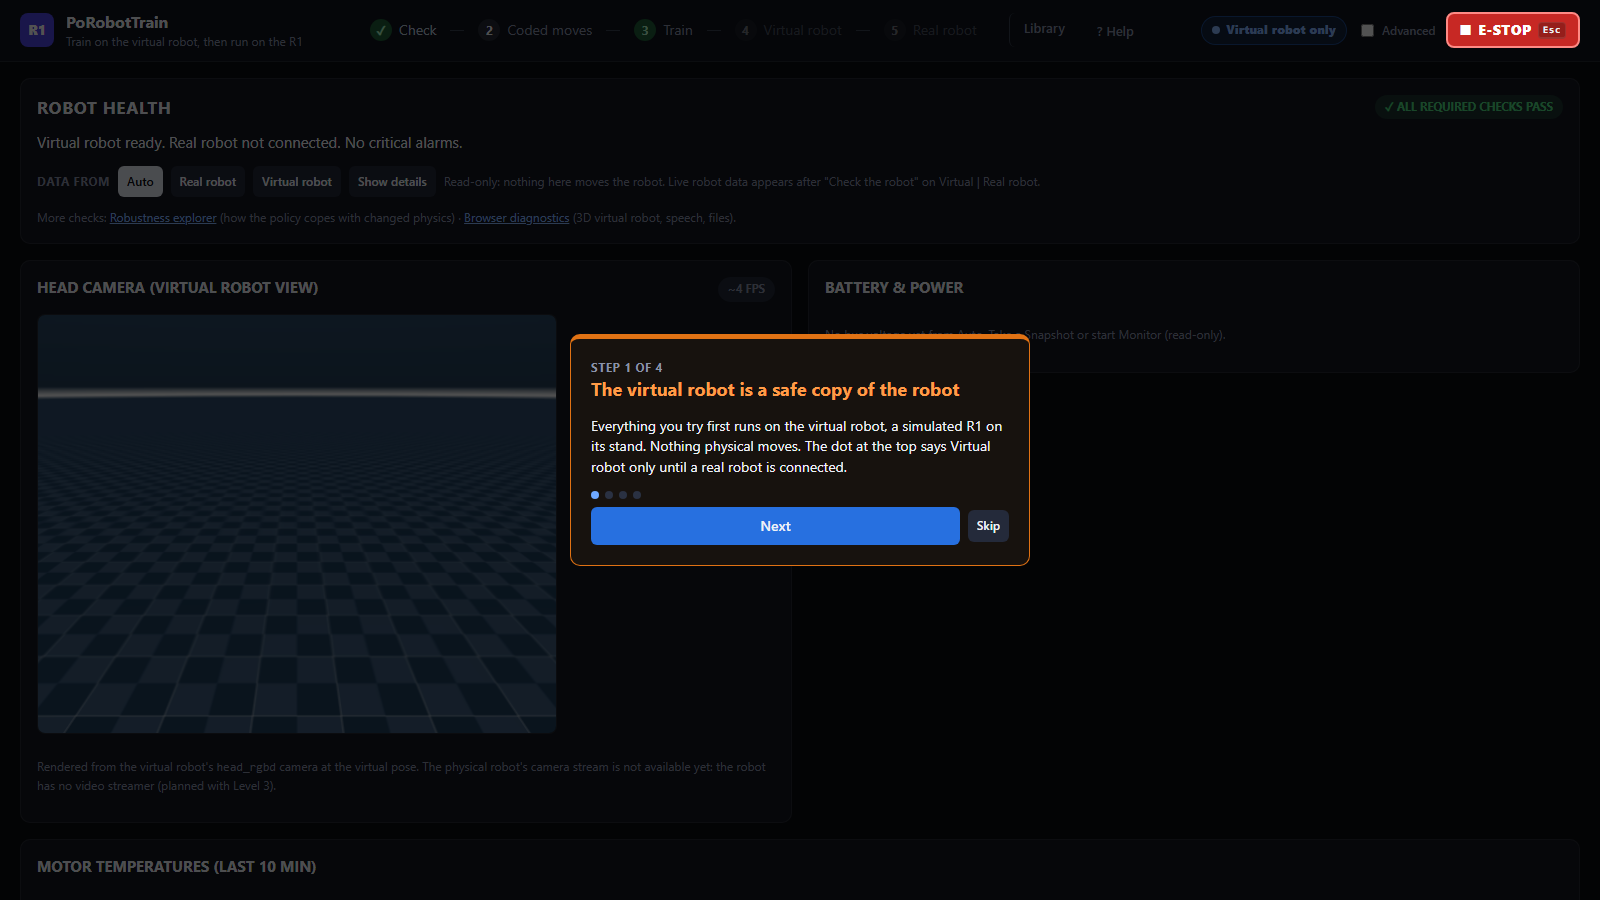 R1
PoRobotTrain
Train on the virtual robot, then run on the R1
✓ Check — 2 Coded moves — 3 Train — 4 Virtual robot — 5 Real robot
Library
? Help
Virtual robot only
Advanced
E-STOP Esc
ROBOT HEALTH
✓ ALL REQUIRED CHECKS PASS
Virtual robot ready. Real robot not connected. No critical alarms.
DATA FROM Auto Real robot Virtual robot Show details Read-only: nothing here moves the robot. Live robot data appears after "Check the robot" on Virtual | Real robot.
More checks: Robustness explorer (how the policy copes with changed physics) · Browser diagnostics (3D virtual robot, speech, files).
HEAD CAMERA (VIRTUAL ROBOT VIEW)
~4 FPS
BATTERY & POWER
Snapshot or start Monitor (read-only).
STEP 1 OF 4
The virtual robot is a safe copy of the robot
Everything you try first runs on the virtual robot, a simulated R1 on
its stand. Nothing physical moves. The dot at the top says Virtual
robot only until a real robot is connected.
Next
Skip
Rendered from the virtual robot's head_rgbd camera at the virtual pose. The physical robot's camera stream is not available yet: the robot
has no video streamer (planned with Level 3).
MOTOR TEMPERATURES (LAST 10 MIN)